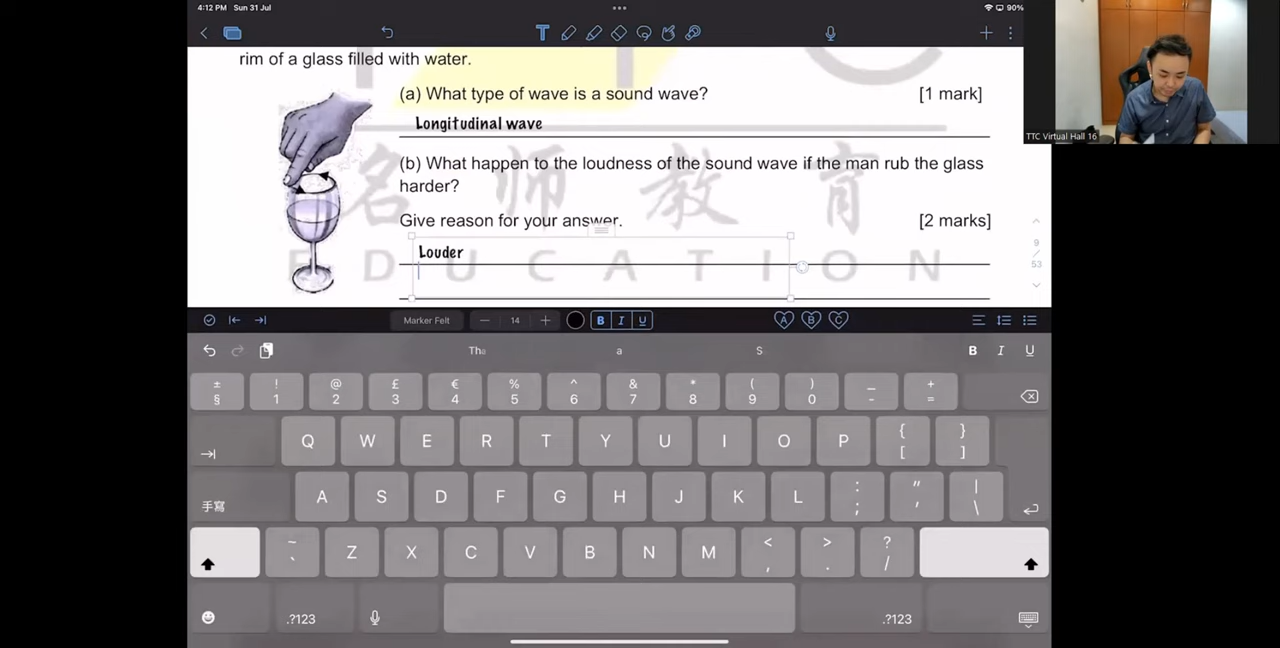 4:12 PM Sun 31 Jul
90%
rim of a glass filled with water.
(a) What type of wave is a sound wave? [1 mark]
Longitudinal wave
(b) What happen to the loudness of the sound wave if the man rub the glass
harder?
Give reason for your answer. [2 marks]
Louder
名師教育
EDUCATION
9
/
53
TTC Virtual Hall 16
Marker Felt – 14 + B I U A B C
Tha a S B I U
± ! @ £ € % ^ & * ( ) _ +
§ 1 2 3 4 5 6 7 8 9 0 - =
Q W E R T Y U I O P { }
[ ]
A S D F G H J K L : " |
手寫 ; ' \
~ Z X C V B N M < > ?
` , . /
.?123 .?123